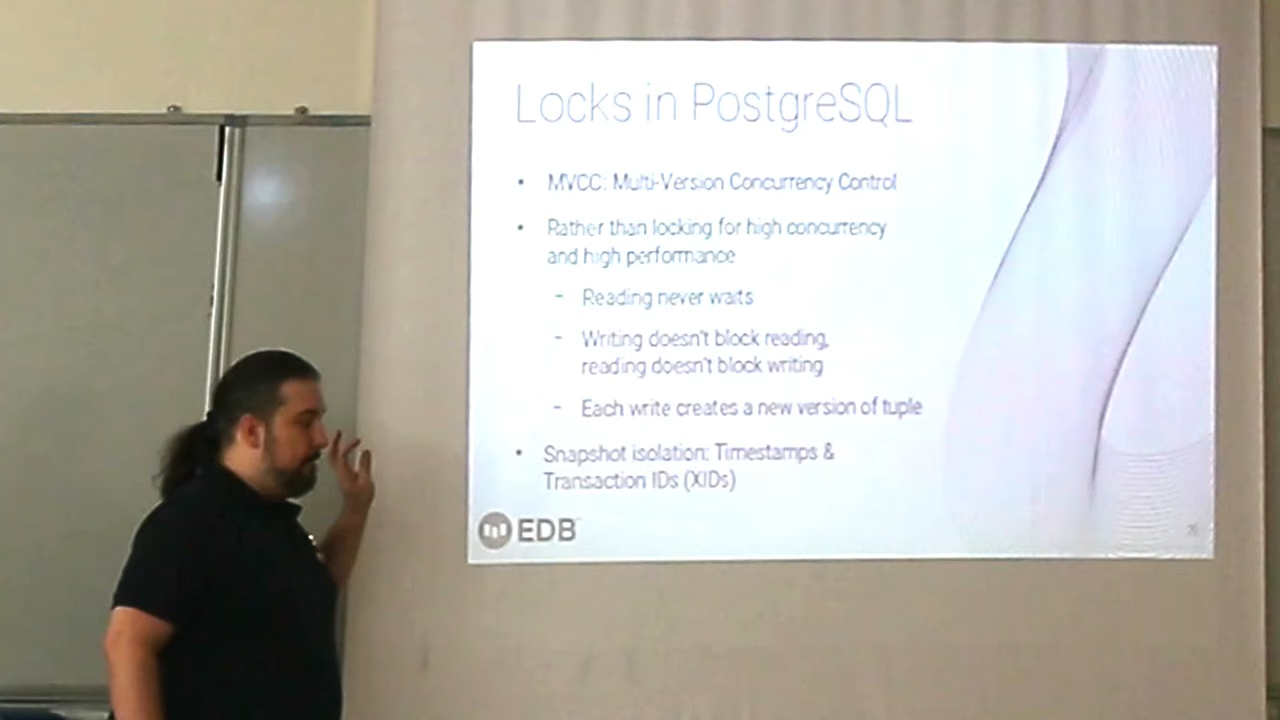 Locks in PostgreSQL
• MVCC: Multi-Version Concurrency Control
• Rather than locking for high concurrency
and high performance
- Reading never waits
- Writing doesn't block reading,
reading doesn't block writing
- Each write creates a new version of tuple
• Snapshot isolation: Timestamps &
Transaction IDs (XIDs)
EDB